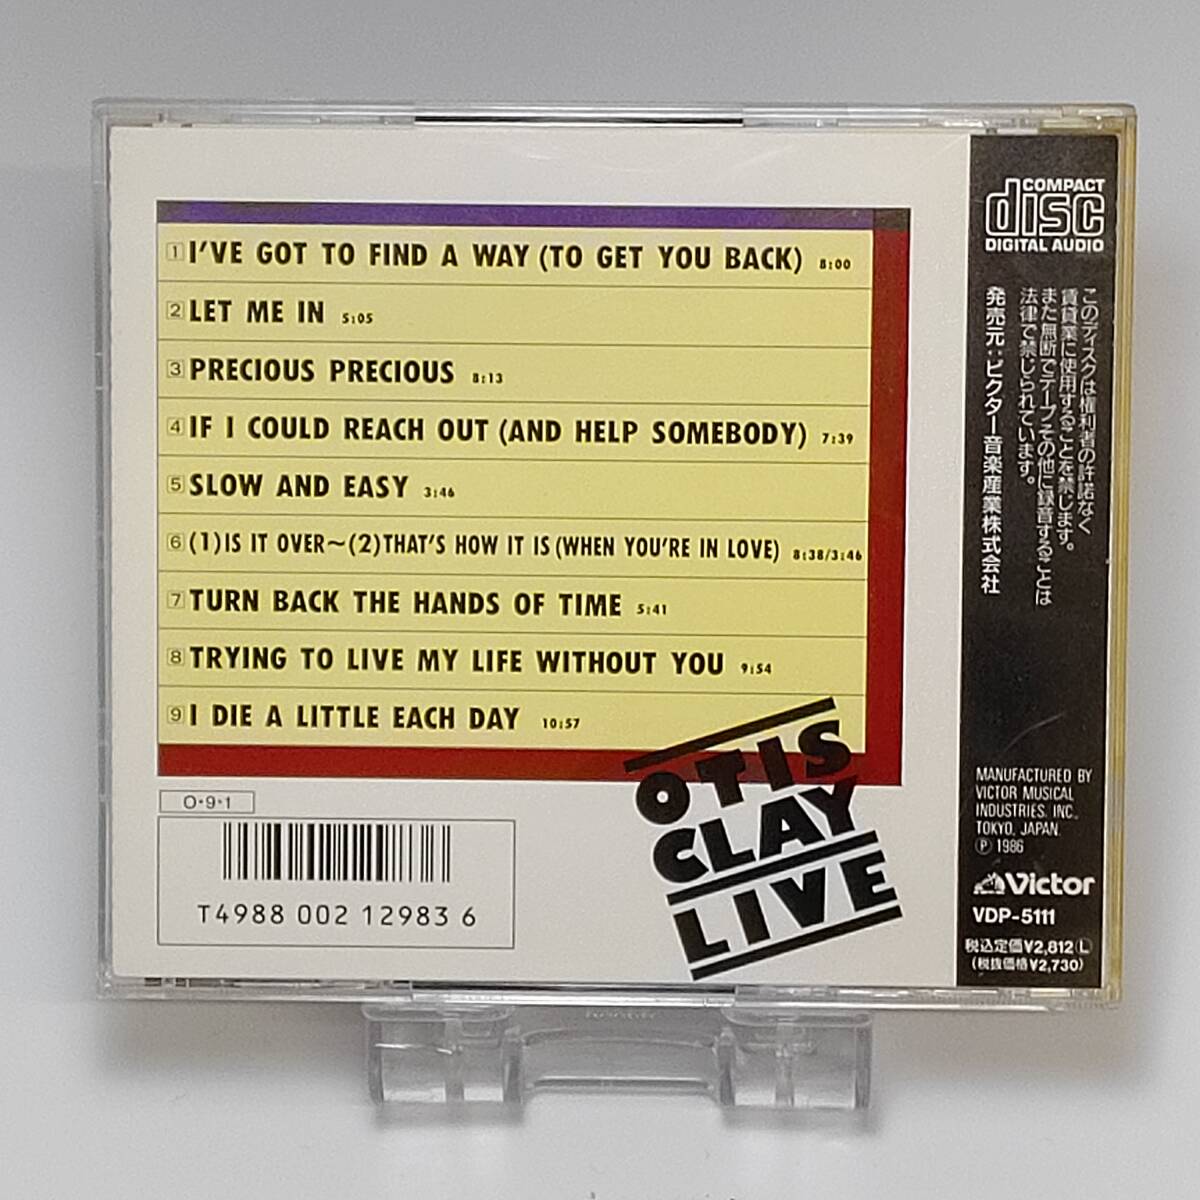 1 I'VE GOT TO FIND A WAY (TO GET YOU BACK) 8:00
2 LET ME IN 5:05
3 PRECIOUS PRECIOUS 8:13
4 IF I COULD REACH OUT (AND HELP SOMEBODY) 7:39
5 SLOW AND EASY 3:46
6 (1)IS IT OVER~(2)THAT'S HOW IT IS (WHEN YOU'RE IN LOVE) 8:38/3:46
7 TURN BACK THE HANDS OF TIME 5:41
8 TRYING TO LIVE MY LIFE WITHOUT YOU 9:54
9 I DIE A LITTLE EACH DAY 10:57
OTIS
CLAY
LIVE
O·9·1
T4988 002 12983 6
COMPACT
disc
DIGITAL AUDIO
このディスクは権利者の許諾なく
賃貸業に使用することを禁じます。
また無断でテープその他に録音することは
法律で禁じられています。
発売元:ビクター音楽産業株式会社
MANUFACTURED BY
VICTOR MUSICAL
INDUSTRIES, INC.,
TOKYO, JAPAN.
Ⓟ 1986
Victor
VDP-5111
税込定価¥2,812Ⓛ
(税抜価格¥2,730)